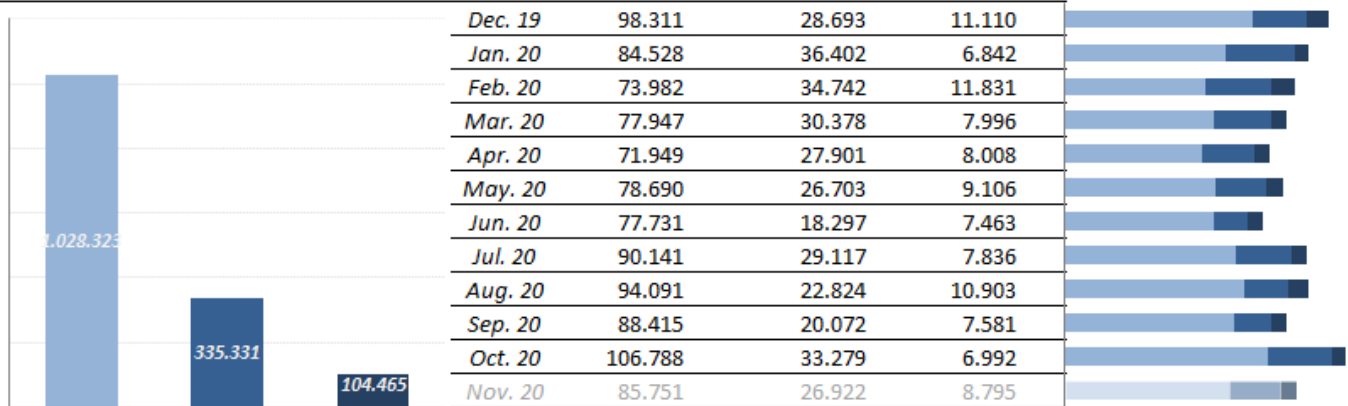 Dec. 19 98.311 28.693 11.110
Jan. 20 84.528 36.402 6.842
Feb. 20 73.982 34.742 11.831
Mar. 20 77.947 30.378 7.996
Apr. 20 71.949 27.901 8.008
May. 20 78.690 26.703 9.106
Jun. 20 77.731 18.297 7.463
1.028.323
Jul. 20 90.141 29.117 7.836
Aug. 20 94.091 22.824 10.903
Sep. 20 88.415 20.072 7.581
335.331
Oct. 20 106.788 33.279 6.992
104.465
Nov. 20 85.751 26.922 8.795